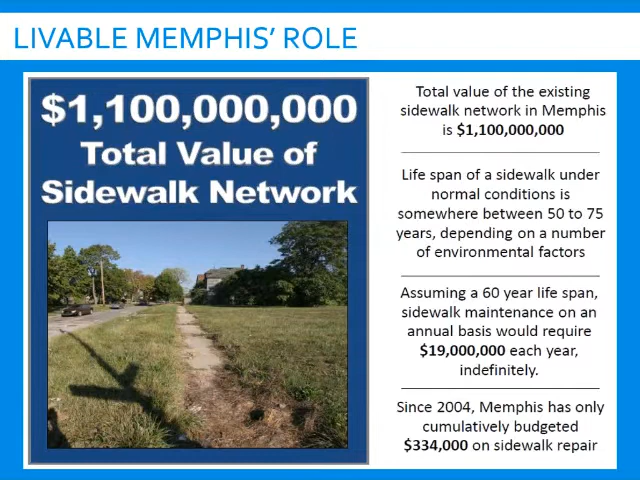 LIVABLE MEMPHIS’ ROLE
$1,100,000,000
Total Value of
Sidewalk Network
Total value of the existing
sidewalk network in Memphis
is $1,100,000,000
Life span of a sidewalk under
normal conditions is
somewhere between 50 to 75
years, depending on a number
of environmental factors
Assuming a 60 year life span,
sidewalk maintenance on an
annual basis would require
$19,000,000 each year,
indefinitely.
Since 2004, Memphis has only
cumulatively budgeted
$334,000 on sidewalk repair